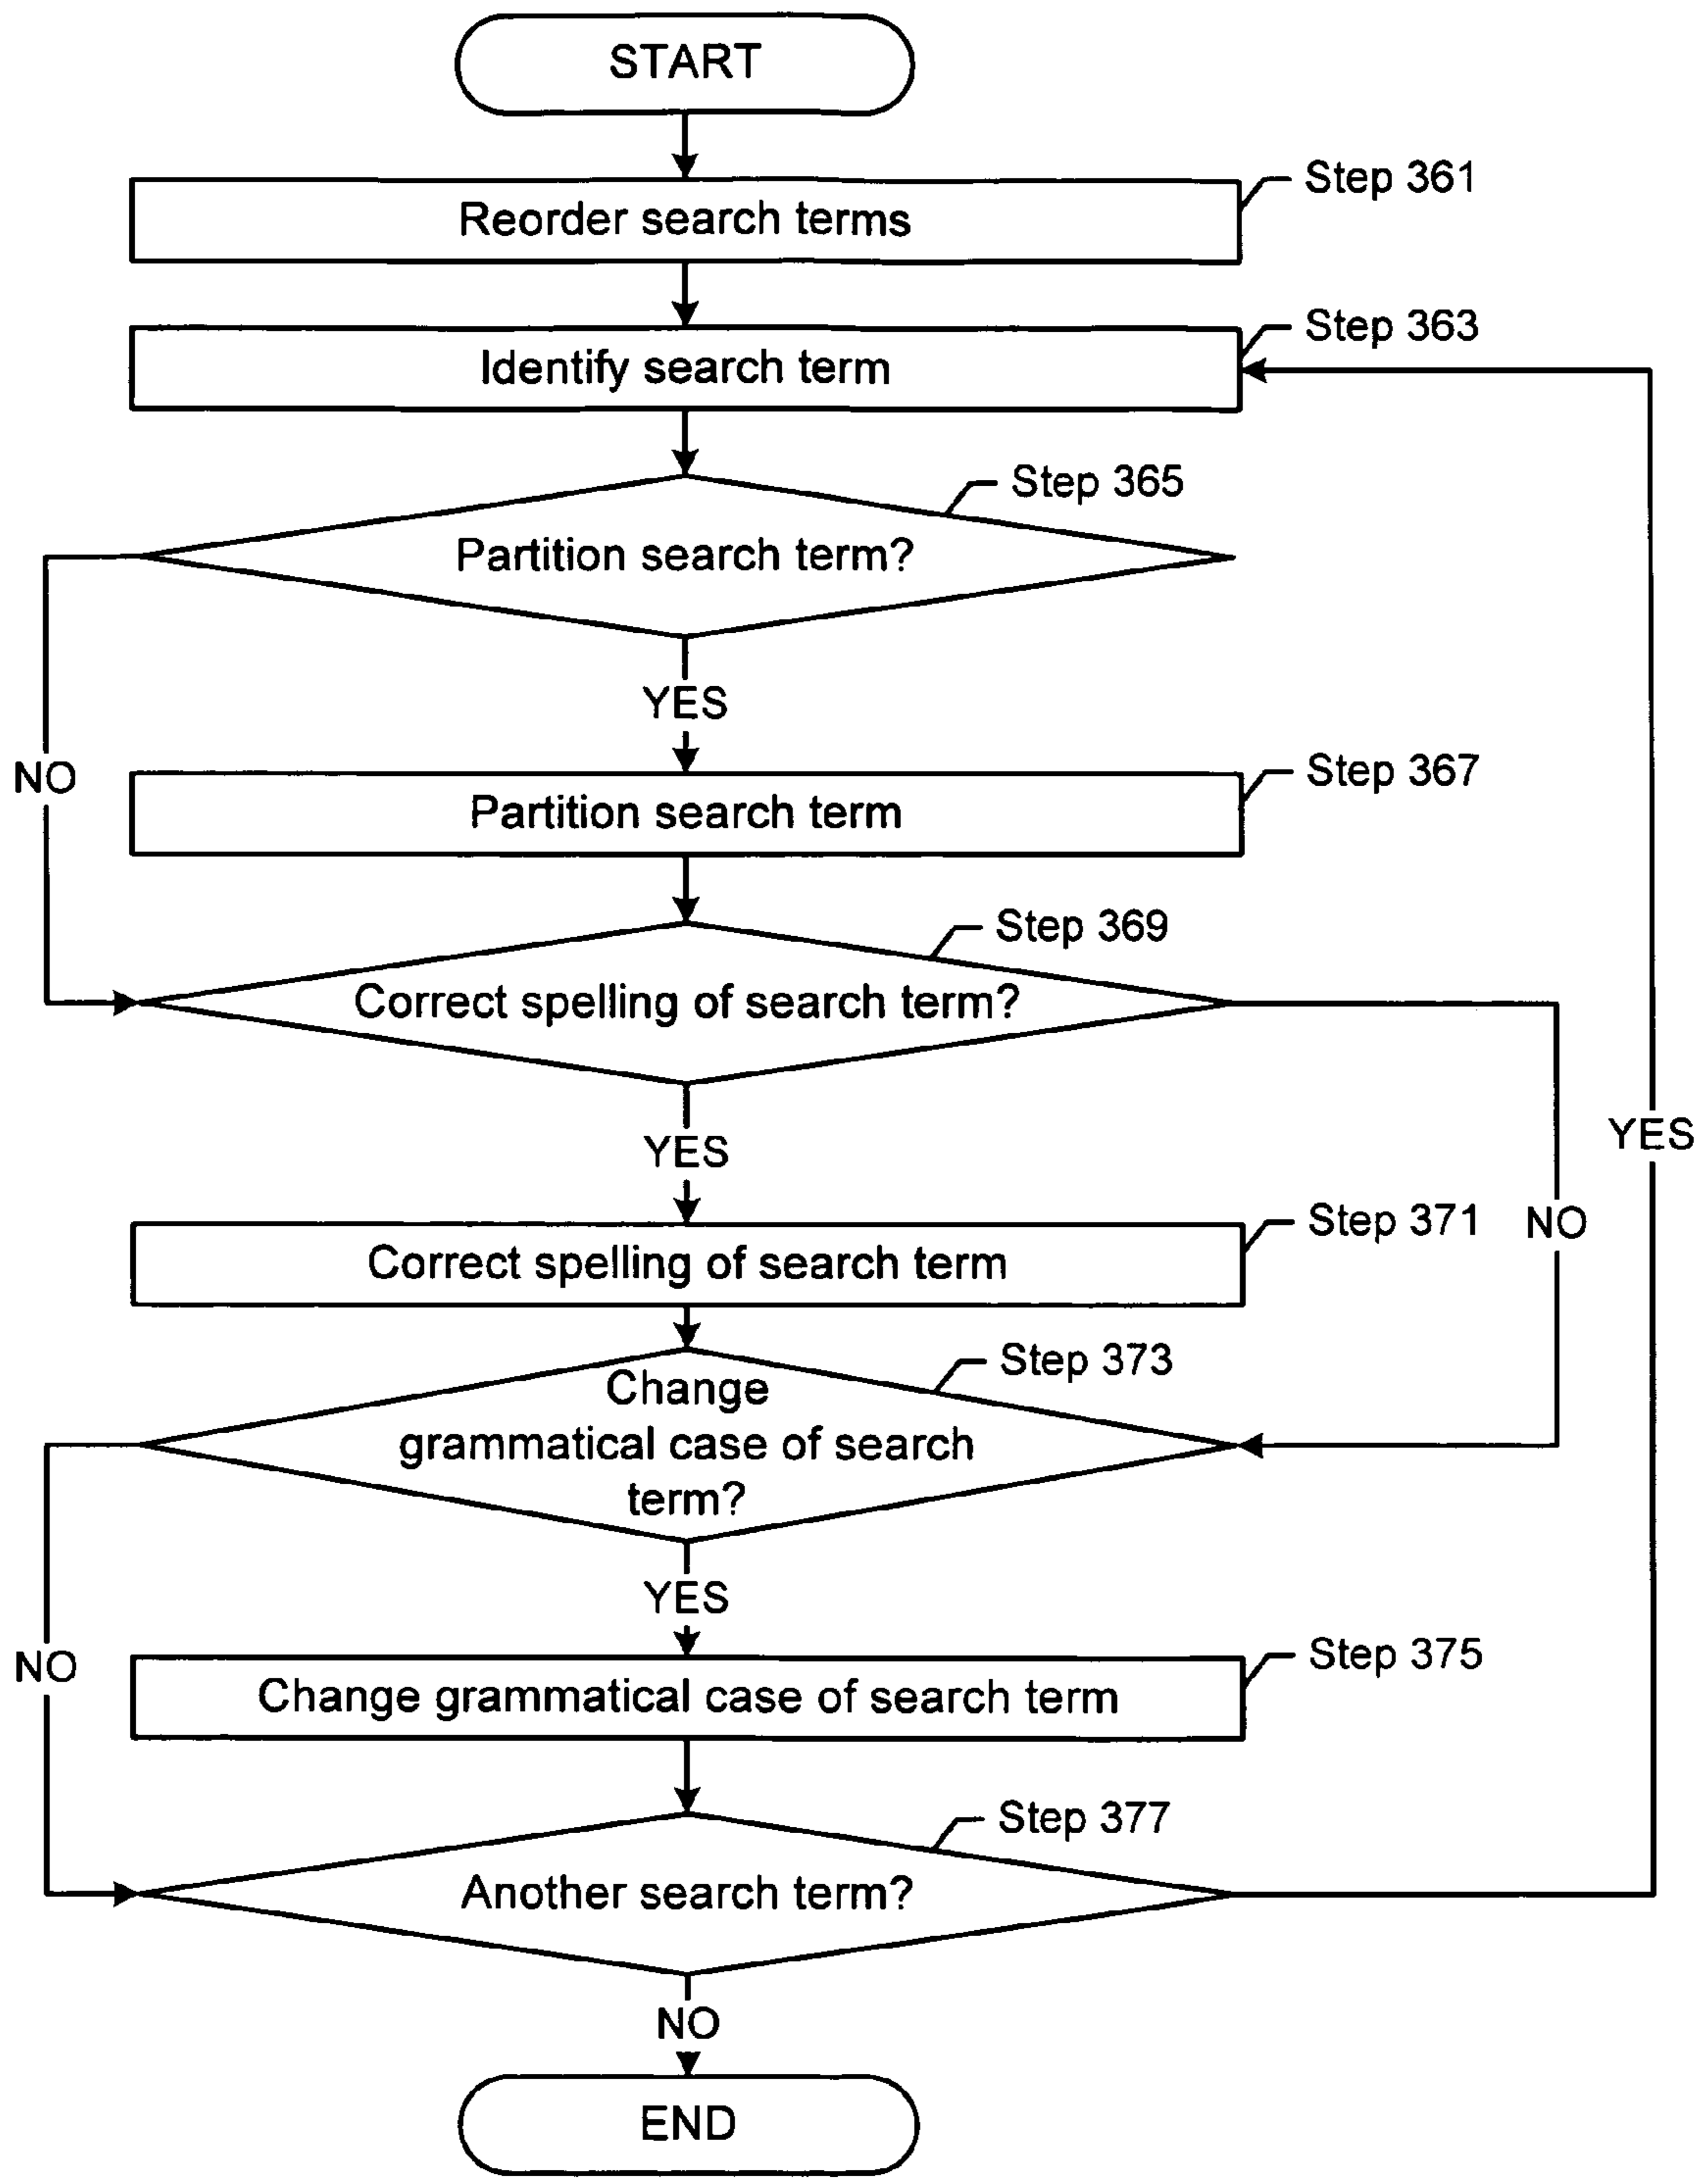 START
Step 361
Reorder search terms
Step 363
Identify search term
Step 365
Partition search term?
YES
NO
Step 367
Partition search term
Step 369
Correct spelling of search term?
YES
YES
Step 371
NO
Correct spelling of search term
Step 373
Change
grammatical case of search
term?
YES
NO
Step 375
Change grammatical case of search term
Step 377
Another search term?
NO
END